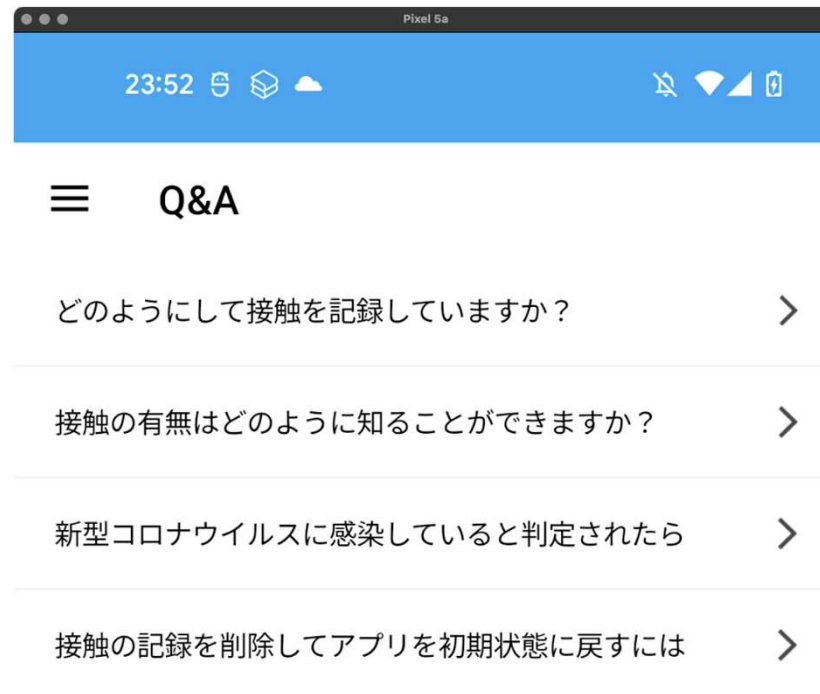 Pixel 5a
23:52
Q&A
どのようにして接触を記録していますか？
接触の有無はどのように知ることができますか？
新型コロナウイルスに感染していると判定されたら
接触の記録を削除してアプリを初期状態に戻すには